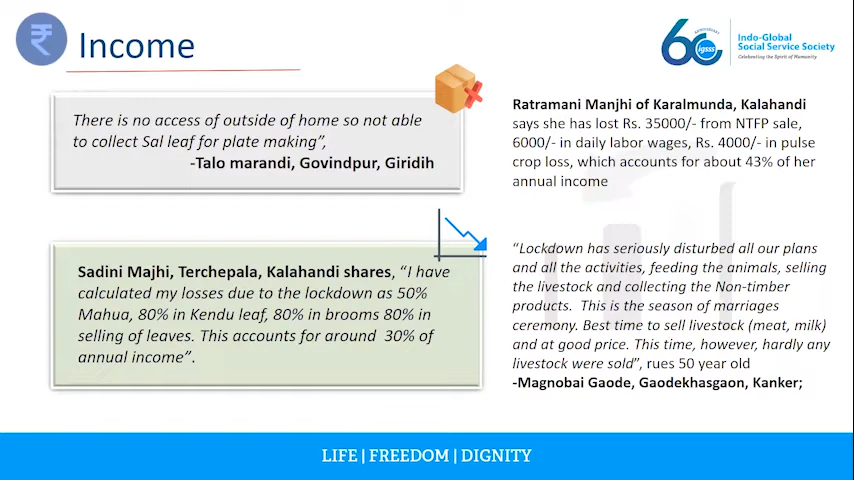 ₹
Income
60
ANNIVERSARY
igsss
Indo-Global
Social Service Society
Celebrating the Spirit of Humanity
There is no access of outside of home so not able
to collect Sal leaf for plate making”,
-Talo marandi, Govindpur, Giridih
Ratramani Manjhi of Karalmunda, Kalahandi
says she has lost Rs. 35000/- from NTFP sale,
6000/- in daily labor wages, Rs. 4000/- in pulse
crop loss, which accounts for about 43% of her
annual income
Sadini Majhi, Terchepala, Kalahandi shares, “I have
calculated my losses due to the lockdown as 50%
Mahua, 80% in Kendu leaf, 80% in brooms 80% in
selling of leaves. This accounts for around  30% of
annual income”.
“Lockdown has seriously disturbed all our plans
and all the activities, feeding the animals, selling
the livestock and collecting the Non-timber
products.  This is the season of marriages
ceremony. Best time to sell livestock (meat, milk)
and at good price. This time, however, hardly any
livestock were sold”, rues 50 year old
-Magnobai Gaode, Gaodekhasgaon, Kanker;
LIFE | FREEDOM | DIGNITY